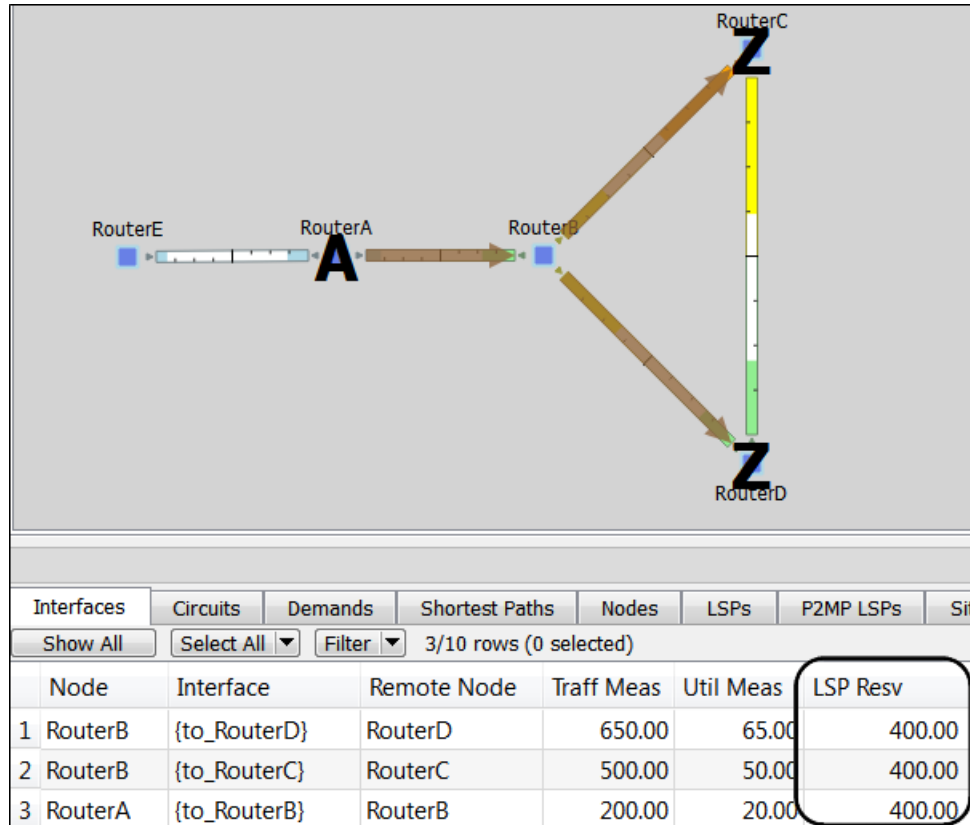 RouterC
Z
RouterE
RouterA
RouterB
A
Z
RouterD
Interfaces Circuits Demands Shortest Paths Nodes LSPs P2MP LSPs Sit
Show All Select All Filter 3/10 rows (0 selected)
Node Interface Remote Node Traff Meas Util Meas LSP Resv
1 RouterB {to_RouterD} RouterD 650.00 65.00 400.00
2 RouterB {to_RouterC} RouterC 500.00 50.00 400.00
3 RouterA {to_RouterB} RouterB 200.00 20.00 400.00